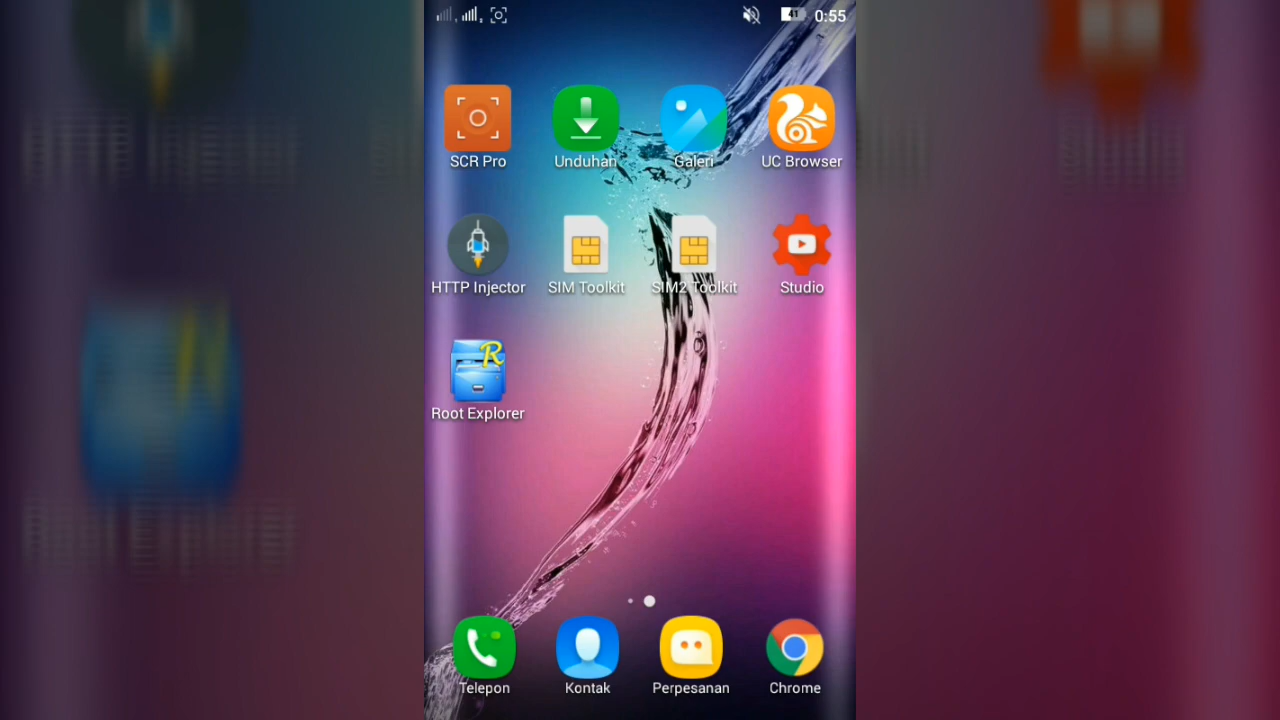 41 0:55
SCR Pro Unduhan Galeri UC Browser
HTTP Injector SIM Toolkit SIM2 Toolkit Studio
Root Explorer
Telepon Kontak Perpesanan Chrome